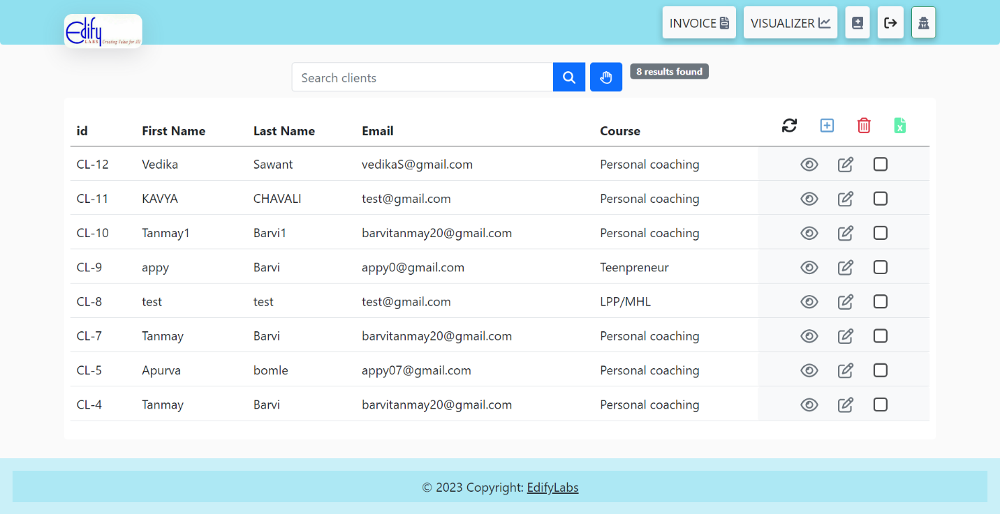 Edify
LABS Creating Value for All
INVOICE
VISUALIZER
Search clients
8 results found
id First Name Last Name Email Course
CL-12 Vedika Sawant vedikaS@gmail.com Personal coaching
CL-11 KAVYA CHAVALI test@gmail.com Personal coaching
CL-10 Tanmay1 Barvi1 barvitanmay20@gmail.com Personal coaching
CL-9 appy Barvi appy0@gmail.com Teenpreneur
CL-8 test test test@gmail.com LPP/MHL
CL-7 Tanmay Barvi barvitanmay20@gmail.com Personal coaching
CL-5 Apurva bomle appy07@gmail.com Personal coaching
CL-4 Tanmay Barvi barvitanmay20@gmail.com Personal coaching
© 2023 Copyright: EdifyLabs